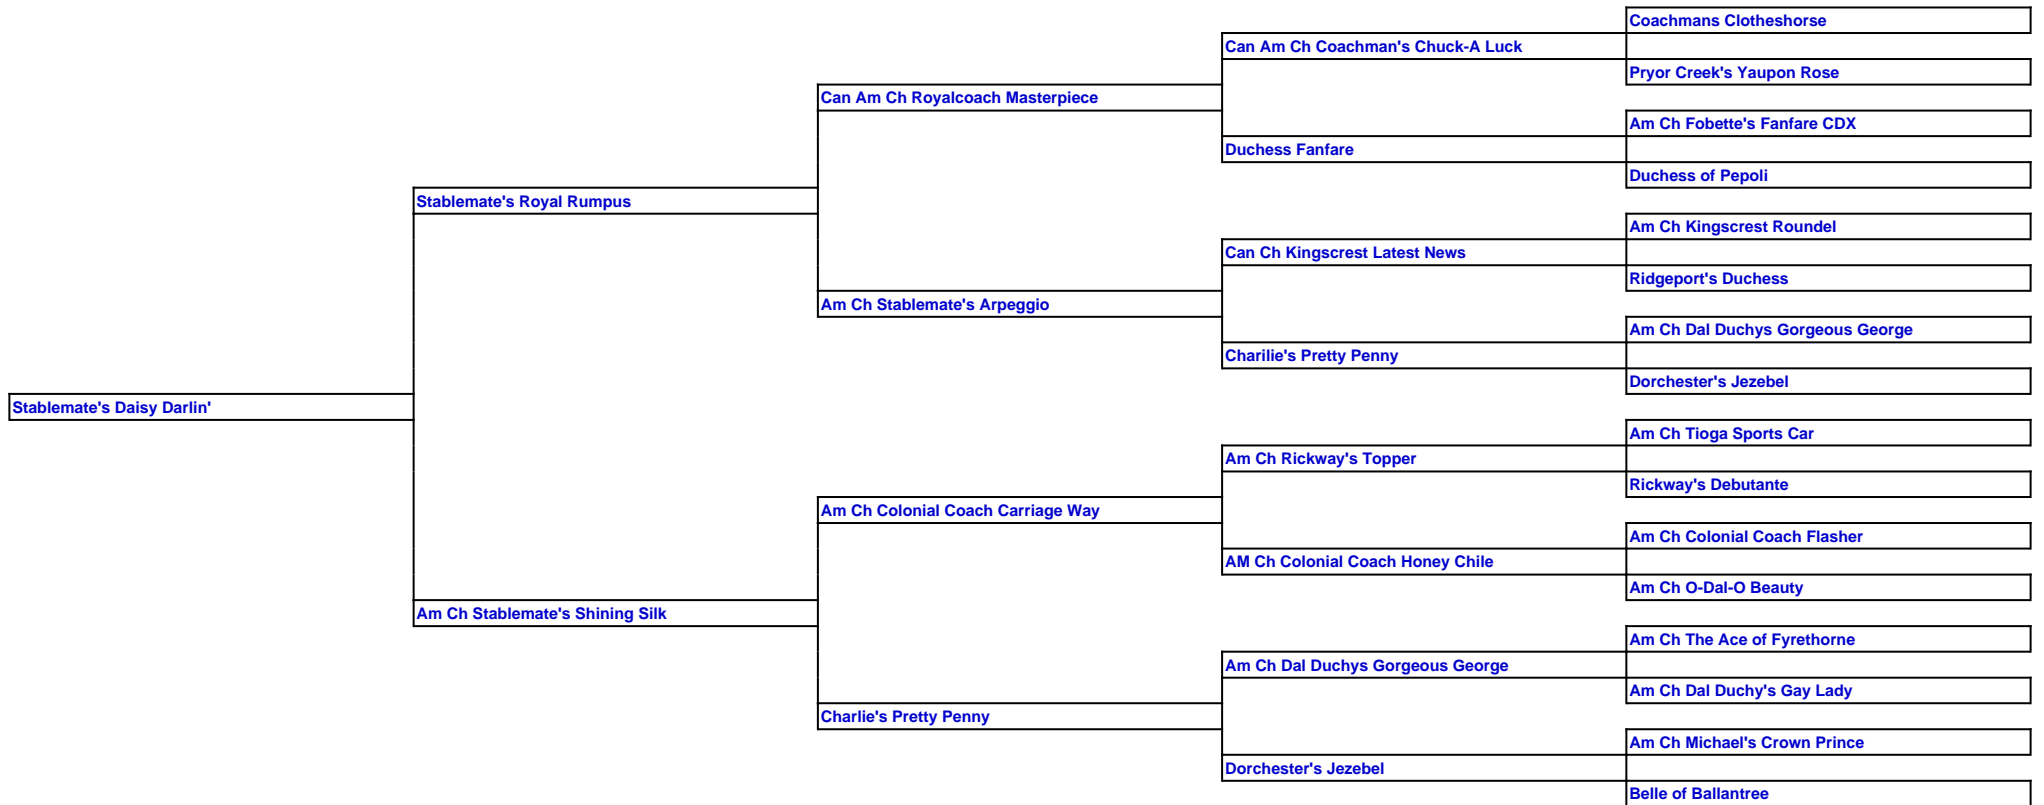 Coachmans Clotheshorse
Can Am Ch Coachman's Chuck-A Luck
Pryor Creek's Yaupon Rose
Can Am Ch Royalcoach Masterpiece
Am Ch Fobette's Fanfare CDX
Duchess Fanfare
Duchess of Pepoli
Stablemate's Royal Rumpus
Am Ch Kingscrest Roundel
Can Ch Kingscrest Latest News
Ridgeport's Duchess
Am Ch Stablemate's Arpeggio
Am Ch Dal Duchys Gorgeous George
Charilie's Pretty Penny
Dorchester's Jezebel
Stablemate's Daisy Darlin'
Am Ch Tioga Sports Car
Am Ch Rickway's Topper
Rickway's Debutante
Am Ch Colonial Coach Carriage Way
Am Ch Colonial Coach Flasher
AM Ch Colonial Coach Honey Chile
Am Ch O-Dal-O Beauty
Am Ch Stablemate's Shining Silk
Am Ch The Ace of Fyrethorne
Am Ch Dal Duchys Gorgeous George
Am Ch Dal Duchy's Gay Lady
Charlie's Pretty Penny
Am Ch Michael's Crown Prince
Dorchester's Jezebel
Belle of Ballantree